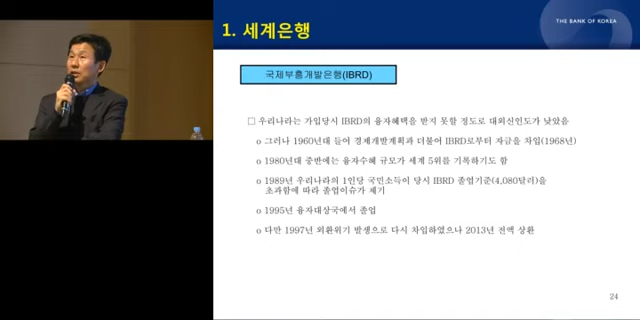 THE BANK OF KOREA
1. 세계은행
국제부흥개발은행(IBRD)
□ 우리나라는 가입당시 IBRD의 융자혜택을 받지 못할 정도로 대외신인도가 낮았음
o 그러나 1960년대 들어 경제개발계획과 더불어 IBRD로부터 자금을 차입(1968년)
o 1980년대 중반에는 융자수혜 규모가 세계 5위를 기록하기도 함
o 1989년 우리나라의 1인당 국민소득이 당시 IBRD 졸업기준(4,080달러)을
초과함에 따라 졸업이슈가 제기
o 1995년 융자대상국에서 졸업
o 다만 1997년 외환위기 발생으로 다시 차입하였으나 2013년 전액 상환
24